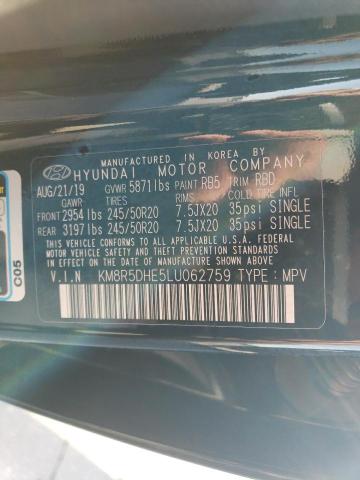 MANUFACTURED IN KOREA BY
HYUNDAI MOTOR COMPANY
AUG/21/19 GVWR 5871lbs PAINT RB5 TRIM RBD
GAWR TIRES RIMS COLD TIRE INFL
FRONT 2954 lbs 245/50R20 7.5JX20 35psi SINGLE
REAR 3197 lbs 245/50R20 7.5JX20 35psi SINGLE
THIS VEHICLE CONFORMS TO ALL APPLICABLE U.S.A. FEDERAL
MOTOR VEHICLE SAFETY, BUMPER, AND THEFT PREVENTION
STANDARDS IN EFFECT ON THE DATE OF MANUFACTURE SHOWN ABOVE
V.I.N KM8R5DHE5LU062759 TYPE : MPV
C05